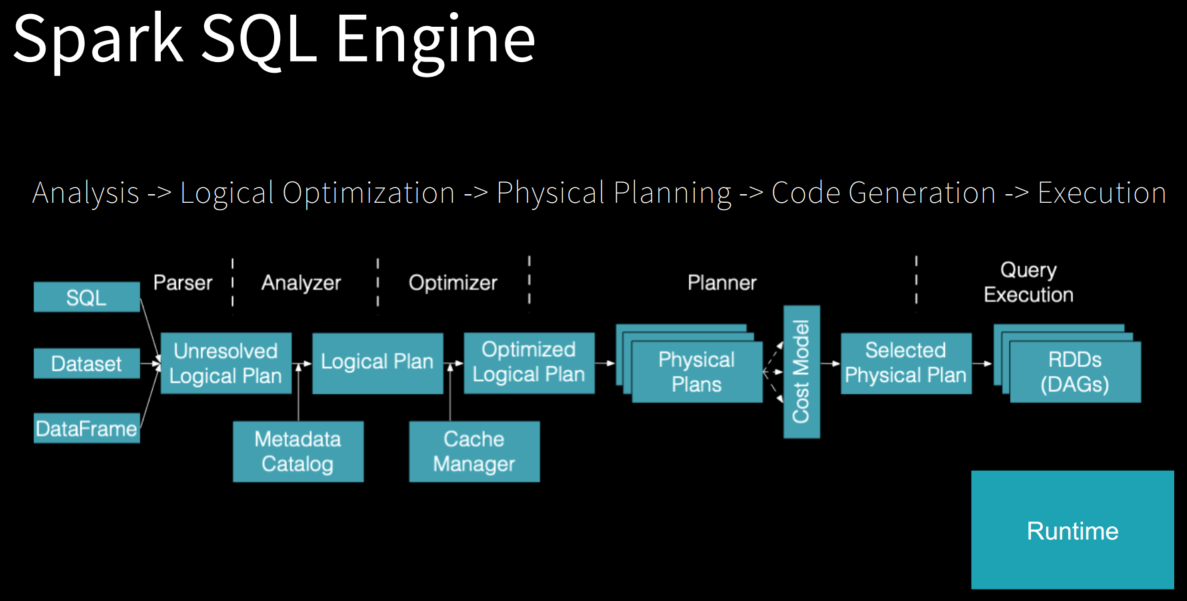 Spark SQL Engine
Analysis -> Logical Optimization -> Physical Planning -> Code Generation -> Execution
Parser
Analyzer
Optimizer
Planner
Query
Execution
SQL
Dataset
DataFrame
Unresolved
Logical Plan
Logical Plan
Optimized
Logical Plan
Physical
Plans
Cost Model
Selected
Physical Plan
RDDs
(DAGs)
Metadata
Catalog
Cache
Manager
Runtime